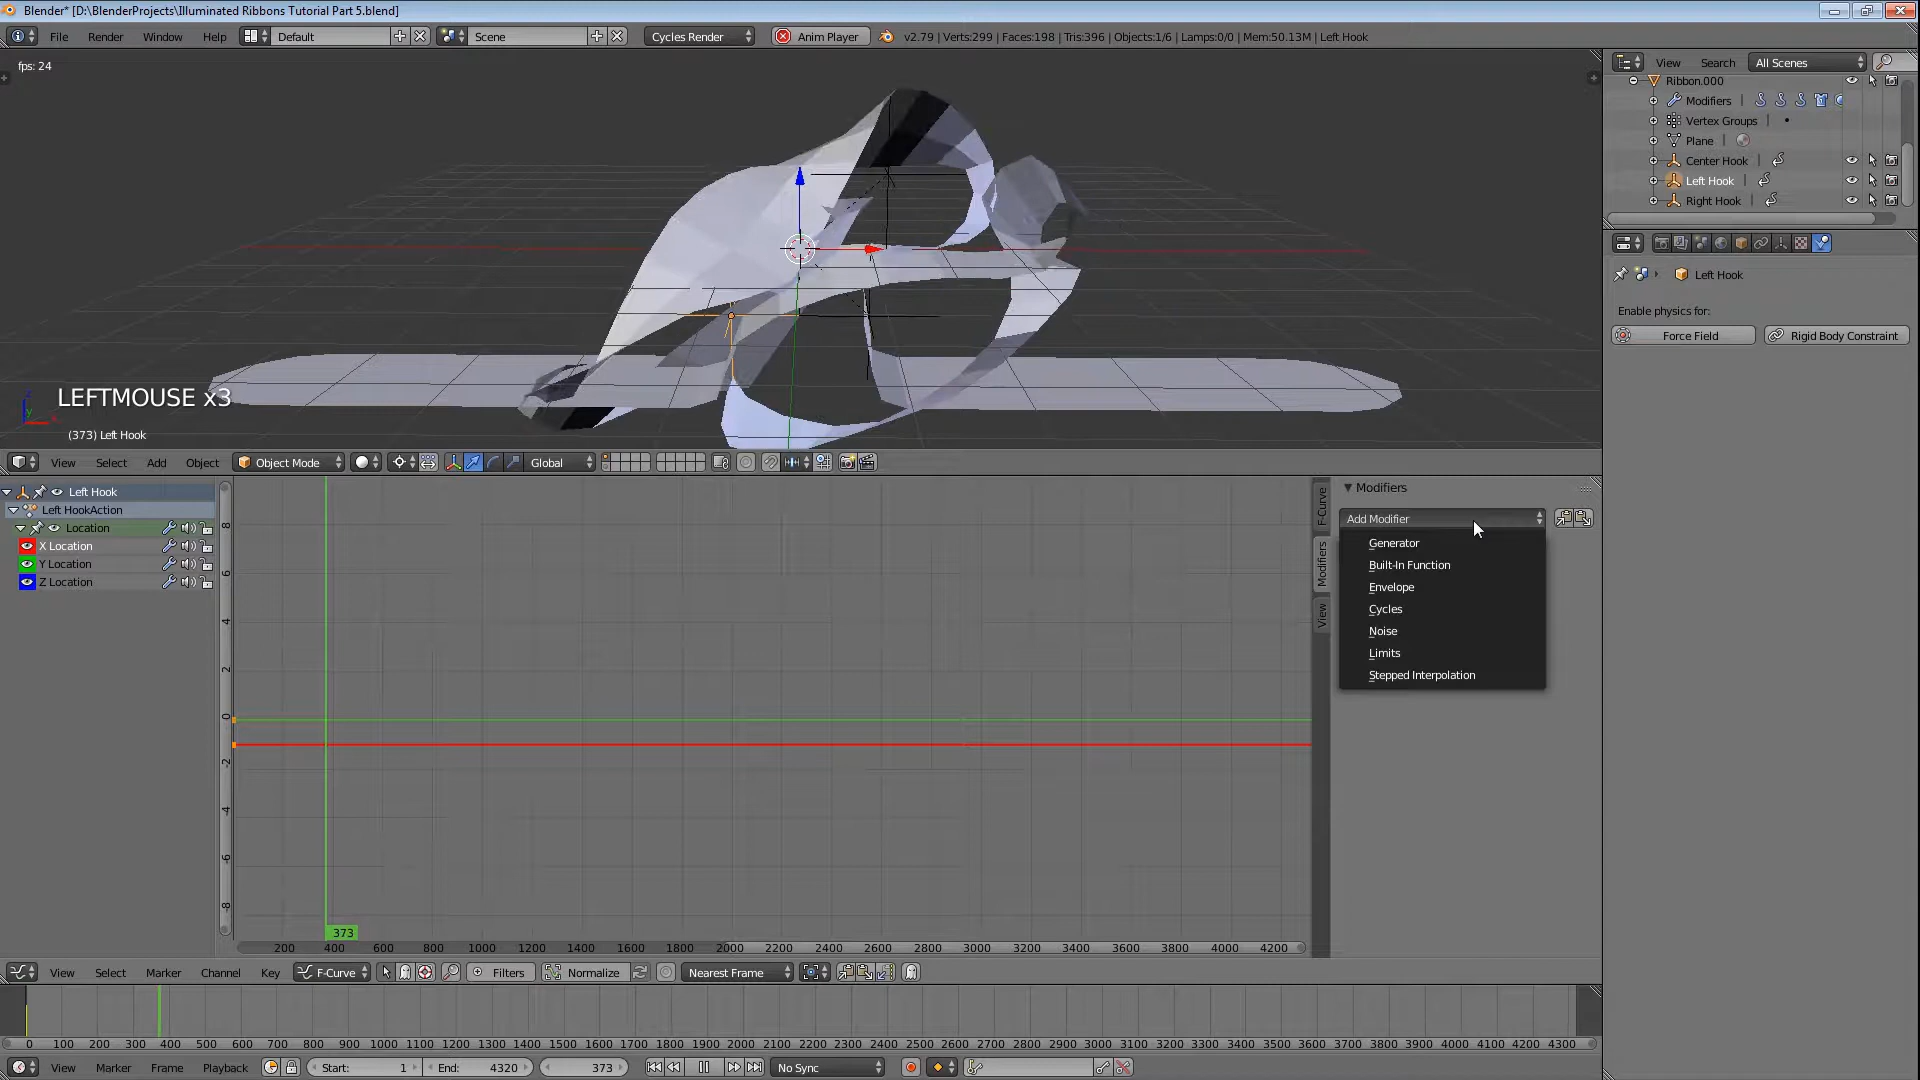 Blender* [D:\BlenderProjects\Illuminated Ribbons Tutorial Part 5.blend]
File Render Window Help Default Scene Cycles Render Anim Player v2.79 | Verts:299 | Faces:198 | Tris:396 | Objects:1/6 | Lamps:0/0 | Mem:50.13M | Left Hook
View Search All Scenes
fps: 24
Ribbon.000
Modifiers
Vertex Groups
Plane
Center Hook
Left Hook
Right Hook
Left Hook
Enable physics for:
Force Field Rigid Body Constraint
LEFTMOUSE x3
(373) Left Hook
View Select Add Object Object Mode Global
Left Hook
Left HookAction
Location
X Location
Y Location
Z Location
8
6
4
2
0
-2
-4
-6
-8
373
200 400 600 800 1000 1200 1400 1600 1800 2000 2200 2400 2600 2800 3000 3200 3400 3600 3800 4000 4200
F-Curve
Modifiers
View
Modifiers
Add Modifier
Generator
Built-In Function
Envelope
Cycles
Noise
Limits
Stepped Interpolation
View Select Marker Channel Key F-Curve Filters Normalize Nearest Frame
0 100 200 300 400 500 600 700 800 900 1000 1100 1200 1300 1400 1500 1600 1700 1800 1900 2000 2100 2200 2300 2400 2500 2600 2700 2800 2900 3000 3100 3200 3300 3400 3500 3600 3700 3800 3900 4000 4100 4200 4300
View Marker Frame Playback Start: 1 End: 4320 373 No Sync